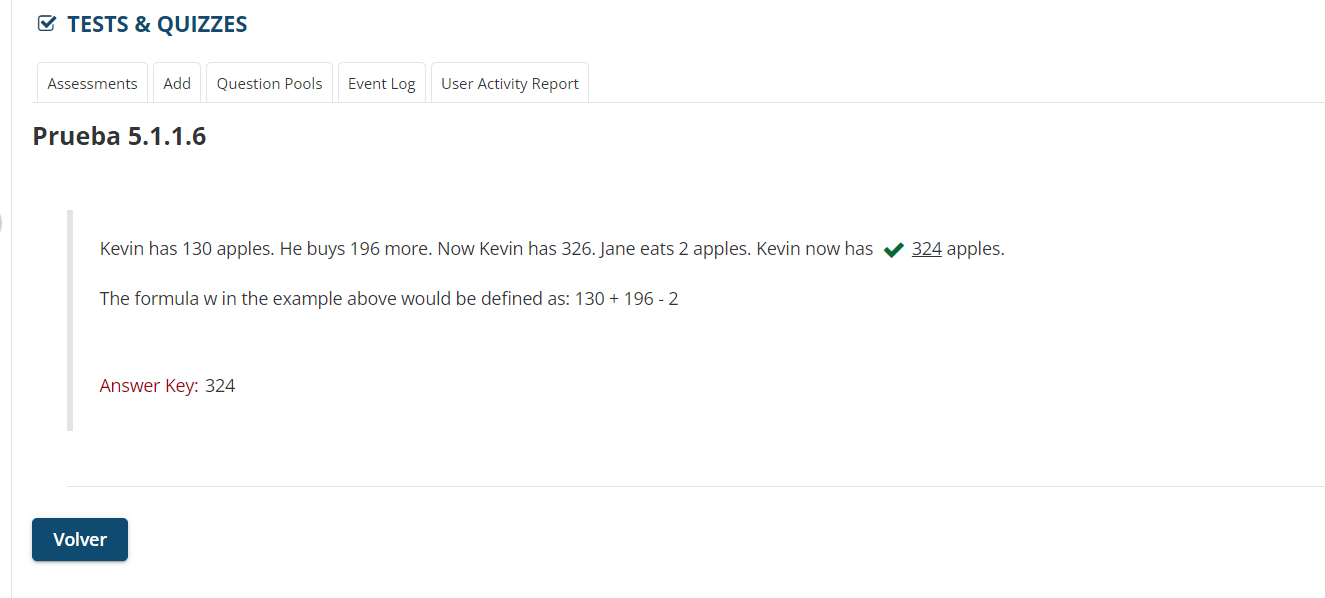 TESTS & QUIZZES
Assessments Add Question Pools Event Log User Activity Report
Prueba 5.1.1.6
Kevin has 130 apples. He buys 196 more. Now Kevin has 326. Jane eats 2 apples. Kevin now has 324 apples.
The formula w in the example above would be defined as: 130 + 196 - 2
Answer Key: 324
Volver